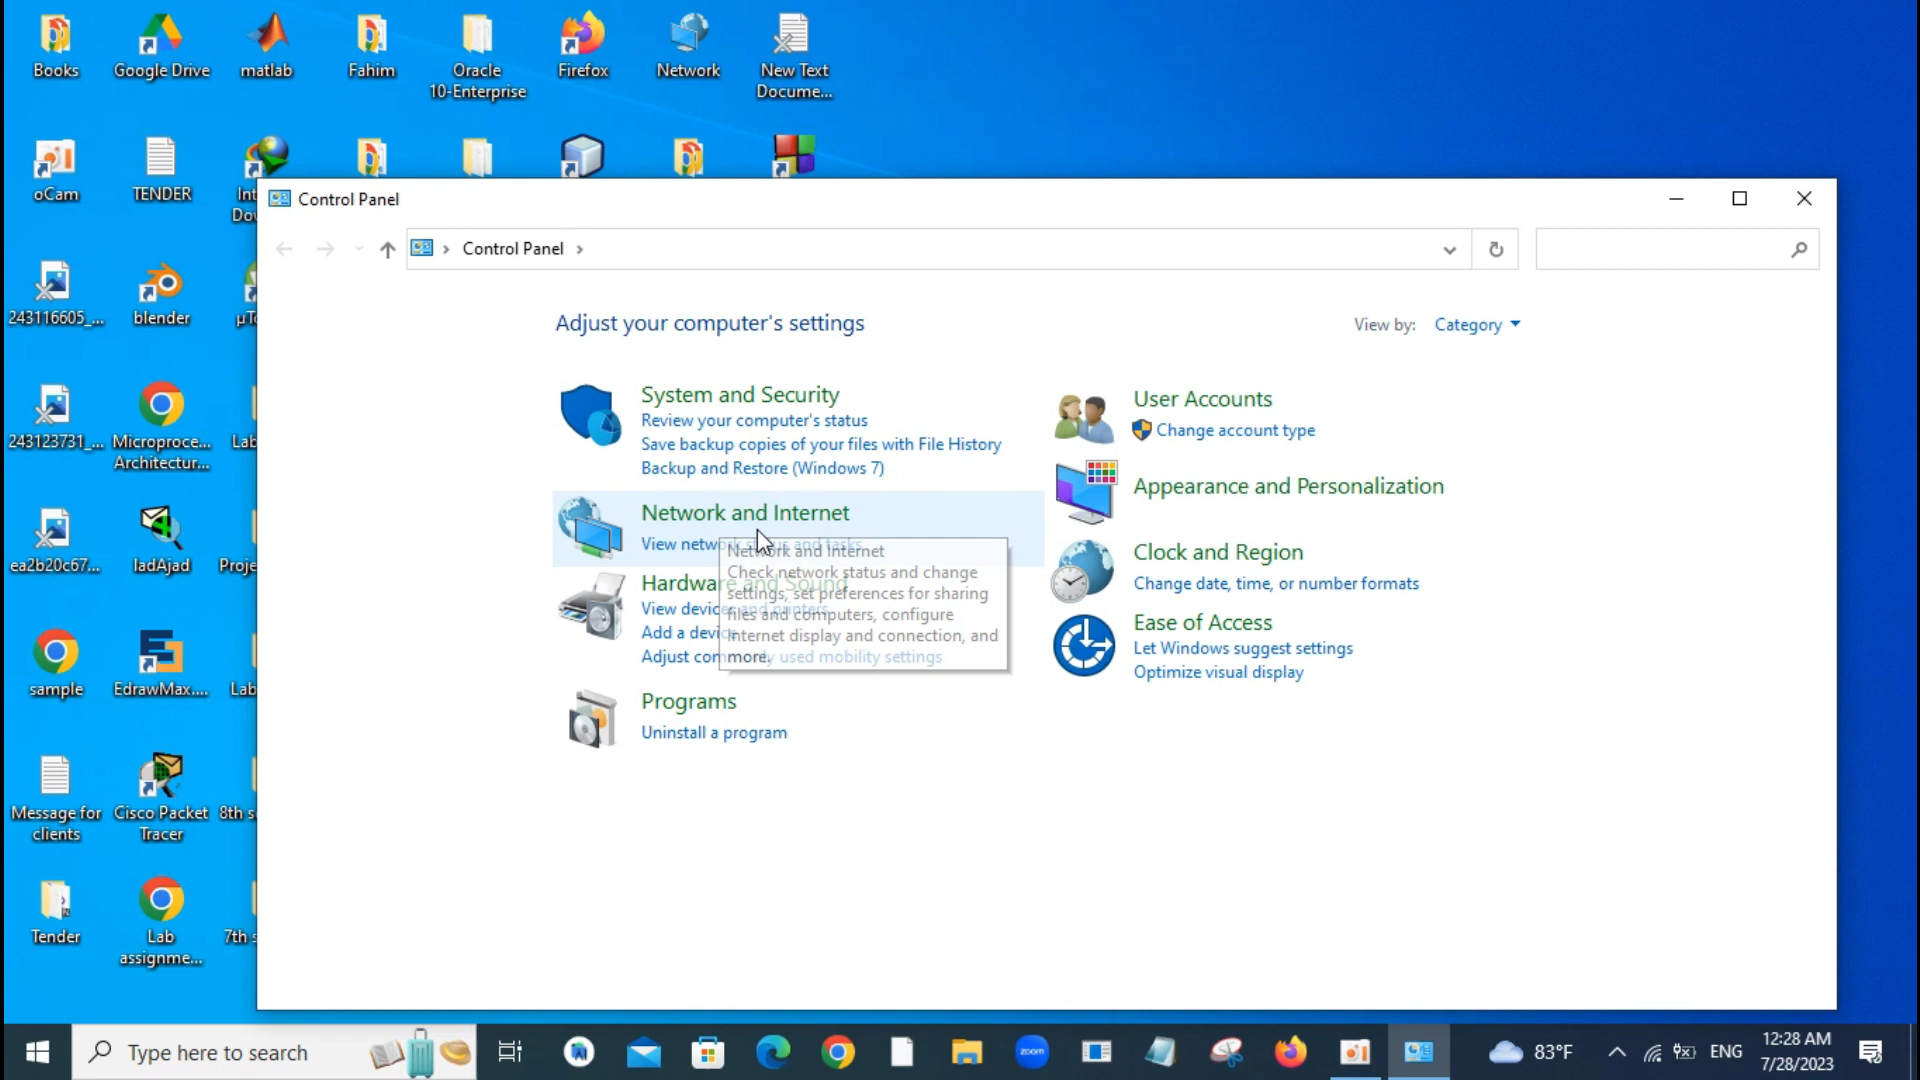 Books
Google Drive
matlab
Fahim
Oracle
10-Enterprise
Firefox
Network
New Text
Docume...
oCam
TENDER
Int
Dov
Control Panel
Control Panel
243116605_...
blender
µT
Adjust your computer's settings
View by: Category
System and Security
Review your computer's status
Save backup copies of your files with File History
Backup and Restore (Windows 7)
User Accounts
Change account type
243123731_...
Microproce...
Architectur...
Lab
Network and Internet
View network status and tasks
Appearance and Personalization
Network and Internet
Check network status and change
settings, set preferences for sharing
files and computers, configure
Internet display and connection, and
more.
Clock and Region
Change date, time, or number formats
ea2b20c67...
ladAjad
Proje
Hardware and Sound
View devices and printers
Add a device
Adjust commonly used mobility settings
Ease of Access
Let Windows suggest settings
Optimize visual display
sample
EdrawMax....
Lab
Programs
Uninstall a program
Message for
clients
Cisco Packet
Tracer
8th s
Tender
Lab
assignme...
7th s
Type here to search
zoom
83°F
ENG
12:28 AM
7/28/2023